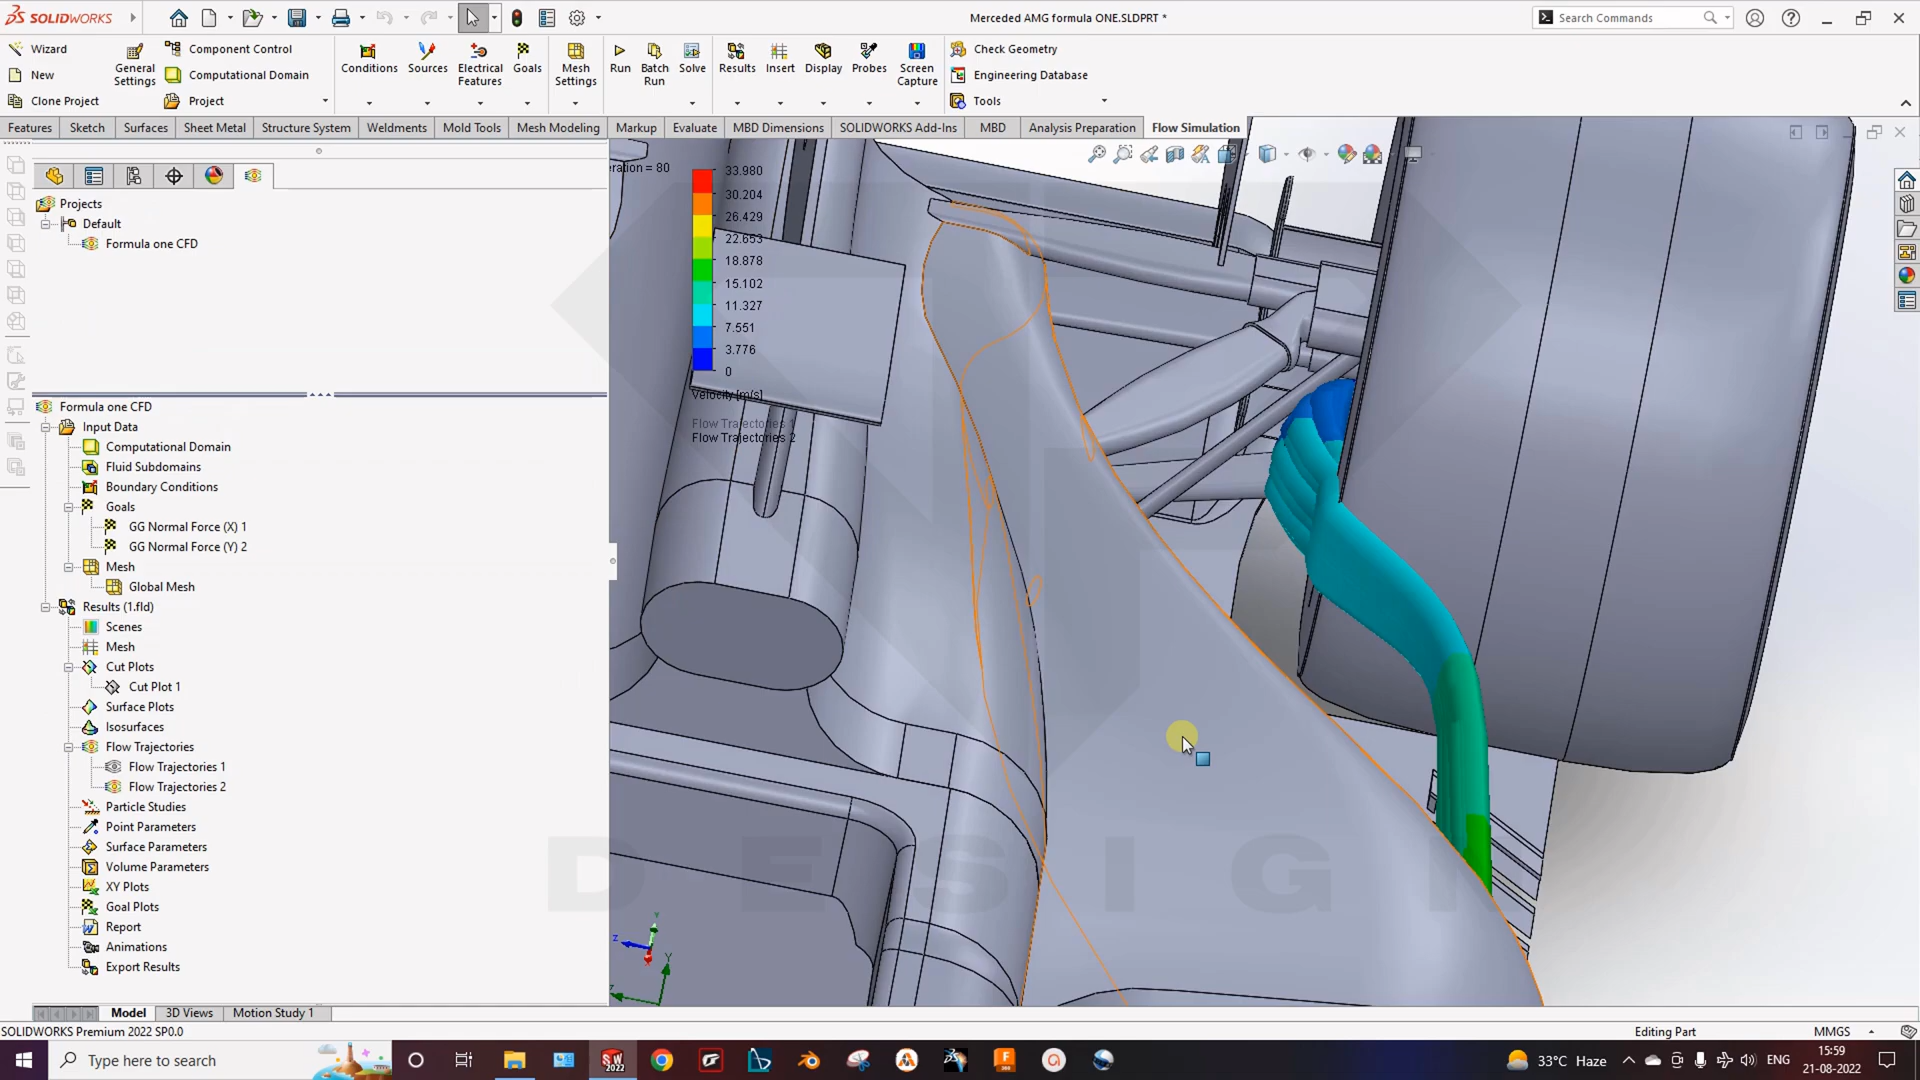 SOLIDWORKS
Merceded AMG formula ONE.SLDPRT *
Search Commands
Wizard
New
Clone Project
General Settings
Component Control
Computational Domain
Project
Conditions
Sources
Electrical Features
Goals
Mesh Settings
Run
Batch Run
Solve
Results
Insert
Display
Probes
Screen Capture
Check Geometry
Engineering Database
Tools
Features
Sketch
Surfaces
Sheet Metal
Structure System
Weldments
Mold Tools
Mesh Modeling
Markup
Evaluate
MBD Dimensions
SOLIDWORKS Add-Ins
MBD
Analysis Preparation
Flow Simulation
Projects
Default
Formula one CFD
Formula one CFD
Input Data
Computational Domain
Fluid Subdomains
Boundary Conditions
Goals
GG Normal Force (X) 1
GG Normal Force (Y) 2
Mesh
Global Mesh
Results (1.fld)
Scenes
Mesh
Cut Plots
Cut Plot 1
Surface Plots
Isosurfaces
Flow Trajectories
Flow Trajectories 1
Flow Trajectories 2
Particle Studies
Point Parameters
Surface Parameters
Volume Parameters
XY Plots
Goal Plots
Report
Animations
Export Results
eration = 80
33.980
30.204
26.429
22.653
18.878
15.102
11.327
7.551
3.776
0
Velocity [m/s]
Flow Trajectories 1
Flow Trajectories 2
DESIG
Y
Z
Y
Model
3D Views
Motion Study 1
SOLIDWORKS Premium 2022 SP0.0
Editing Part
MMGS
Type here to search
SW
2022
33°C Haze
ENG
15:59
21-08-2022